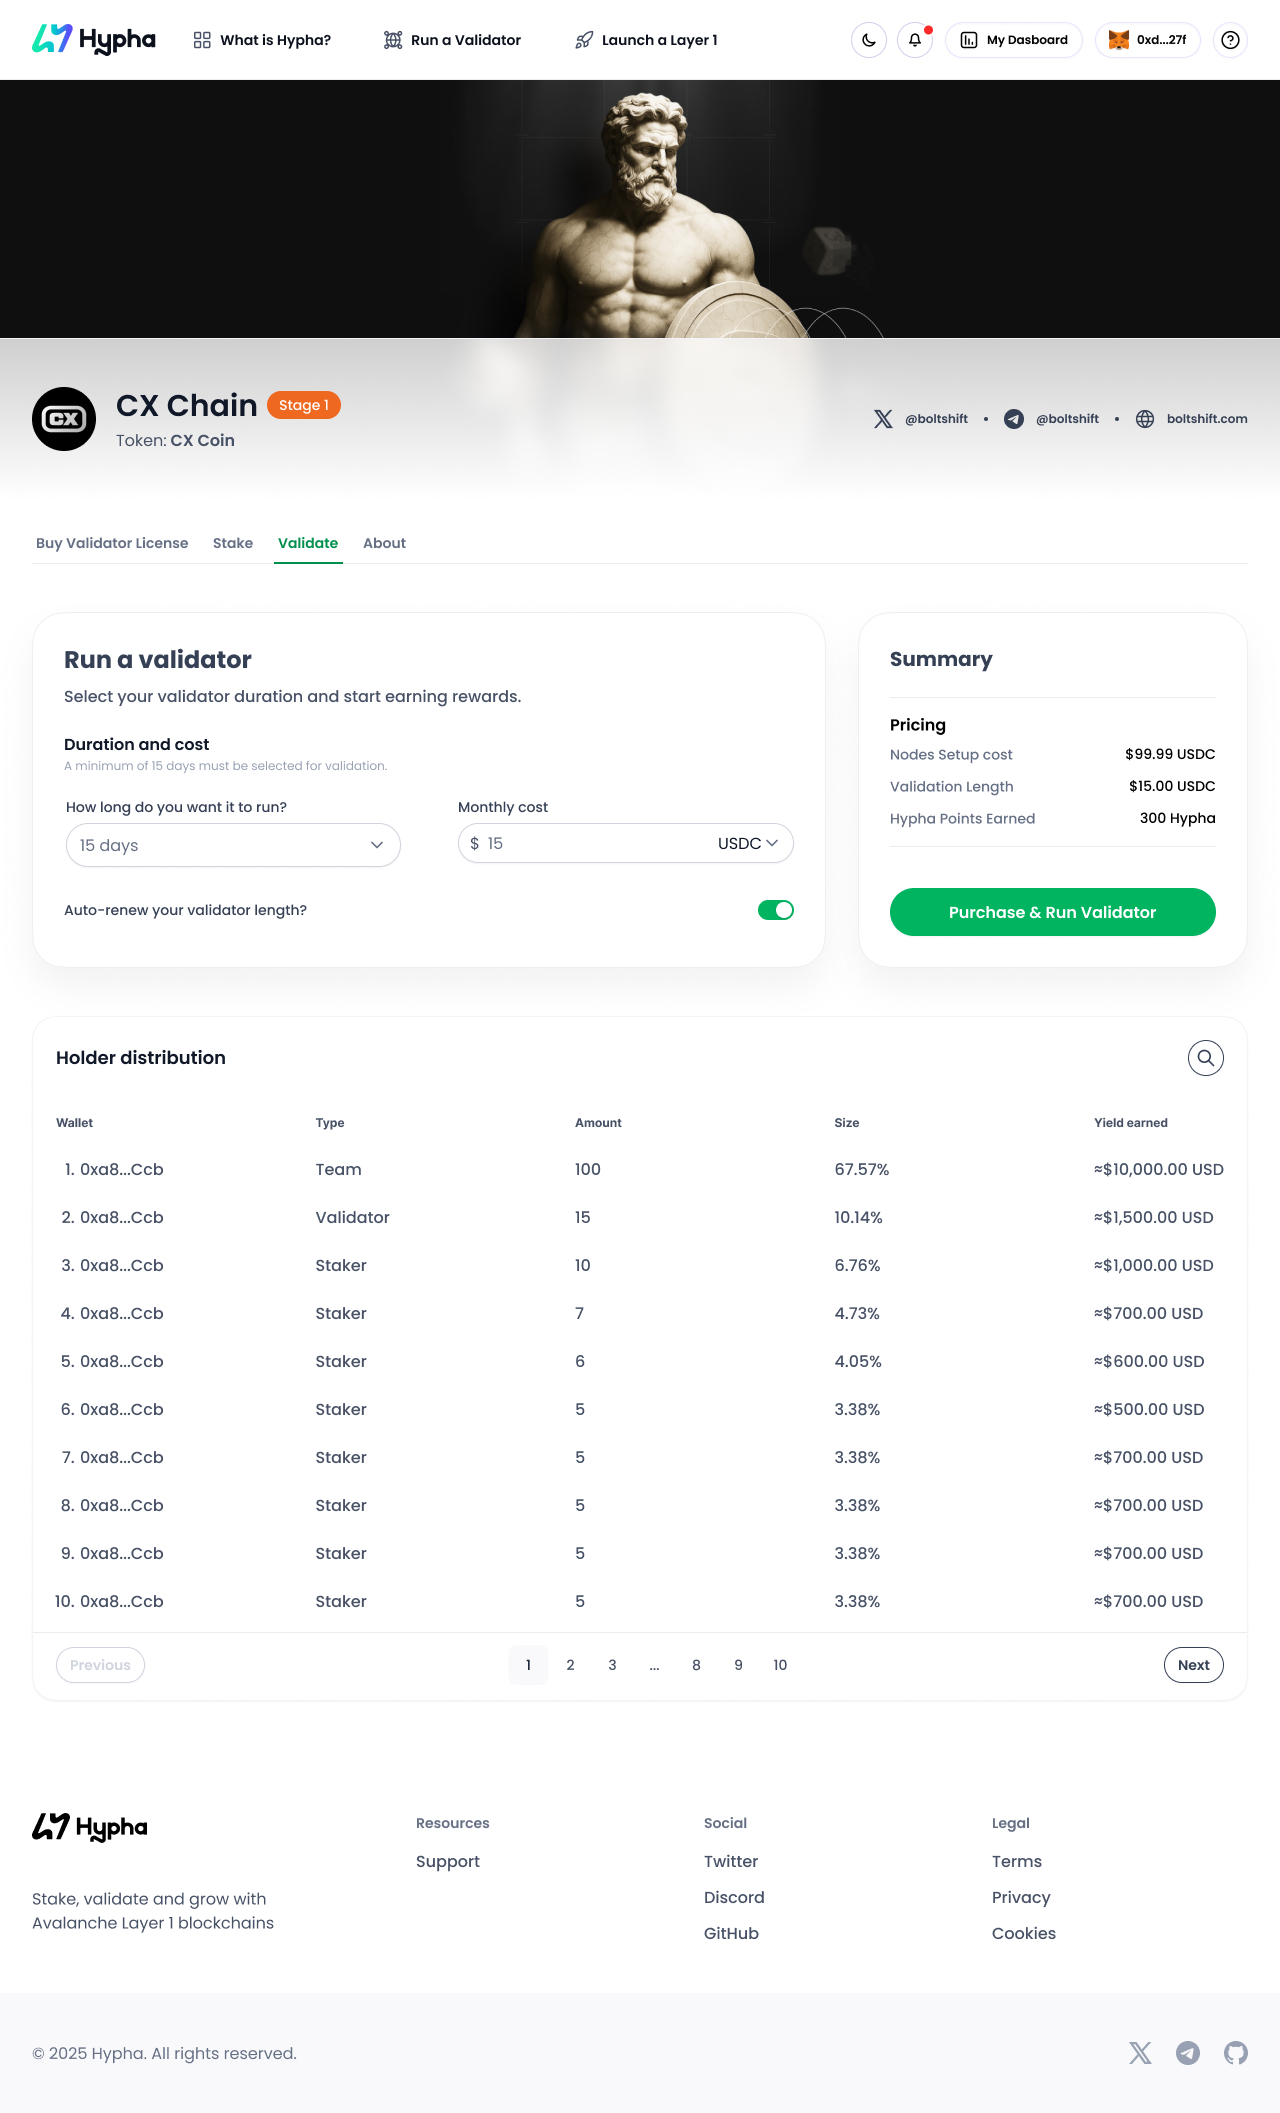 Hypha
What is Hypha?
Run a Validator
Launch a Layer 1
My Dasboard
0xd...27f
CX
CX Chain
Stage 1
Token: CX Coin
@boltshift
@boltshift
boltshift.com
Buy Validator License
Stake
Validate
About
Run a validator
Select your validator duration and start earning rewards.
Duration and cost
A minimum of 15 days must be selected for validation.
How long do you want it to run?
15 days
Monthly cost
$ 15
USDC
Auto-renew your validator length?
Summary
Pricing
Nodes Setup cost $99.99 USDC
Validation Length $15.00 USDC
Hypha Points Earned 300 Hypha
Purchase & Run Validator
Holder distribution
Wallet Type Amount Size Yield earned
1. 0xa8...Ccb Team 100 67.57% ≈$10,000.00 USD
2. 0xa8...Ccb Validator 15 10.14% ≈$1,500.00 USD
3. 0xa8...Ccb Staker 10 6.76% ≈$1,000.00 USD
4. 0xa8...Ccb Staker 7 4.73% ≈$700.00 USD
5. 0xa8...Ccb Staker 6 4.05% ≈$600.00 USD
6. 0xa8...Ccb Staker 5 3.38% ≈$500.00 USD
7. 0xa8...Ccb Staker 5 3.38% ≈$700.00 USD
8. 0xa8...Ccb Staker 5 3.38% ≈$700.00 USD
9. 0xa8...Ccb Staker 5 3.38% ≈$700.00 USD
10. 0xa8...Ccb Staker 5 3.38% ≈$700.00 USD
Previous
1 2 3 ... 8 9 10
Next
Hypha
Stake, validate and grow with
Avalanche Layer 1 blockchains
Resources
Support
Social
Twitter
Discord
GitHub
Legal
Terms
Privacy
Cookies
© 2025 Hypha. All rights reserved.